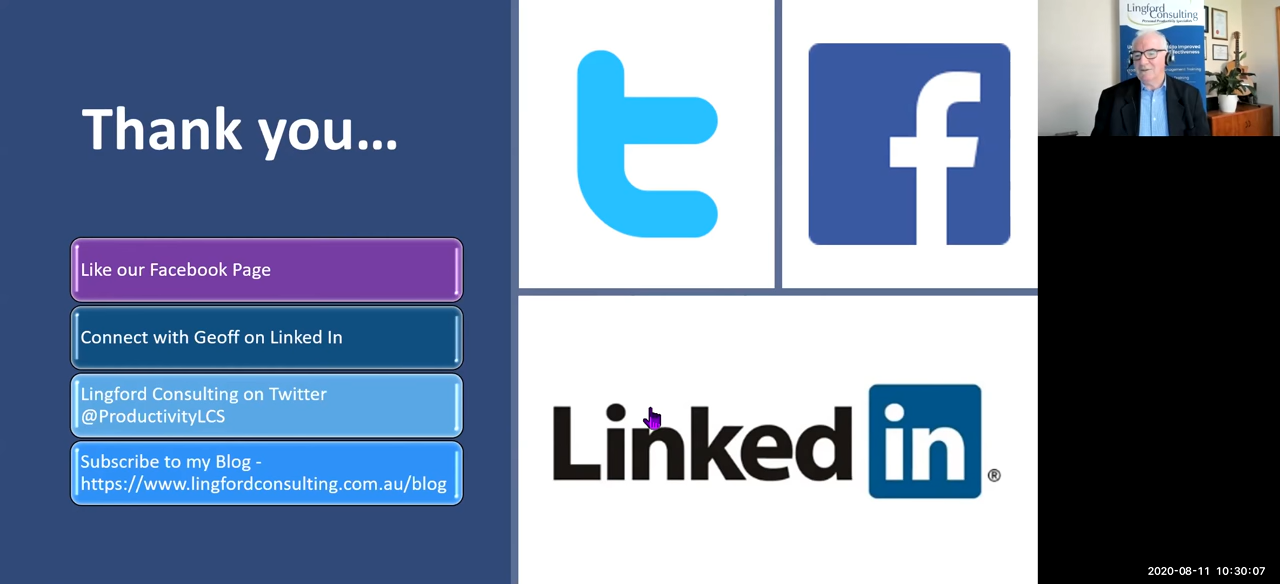 Thank you...
Like our Facebook Page
Connect with Geoff on Linked In
Lingford Consulting on Twitter
@ProductivityLCS
Subscribe to my Blog -
https://www.lingfordconsulting.com.au/blog
t
f
Linked in ®
Lingford
Consulting
2020-08-11 10:30:07